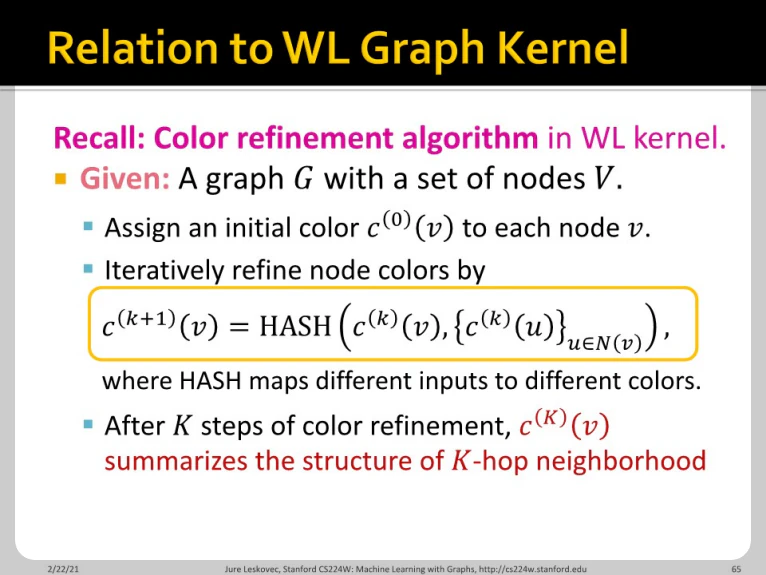 Relation to WL Graph Kernel
Recall: Color refinement algorithm in WL kernel.
▪ Given: A graph 𝐺 with a set of nodes 𝑉.
▪ Assign an initial color 𝑐⁽⁰⁾(𝑣) to each node 𝑣.
▪ Iteratively refine node colors by
𝑐⁽ᵏ⁺¹⁾(𝑣) = HASH(𝑐⁽ᵏ⁾(𝑣), {𝑐⁽ᵏ⁾(𝑢)}_{𝑢∈𝑁(𝑣)}),
where HASH maps different inputs to different colors.
▪ After 𝐾 steps of color refinement, 𝑐⁽ᴷ⁾(𝑣)
summarizes the structure of 𝐾-hop neighborhood
2/22/21 Jure Leskovec, Stanford CS224W: Machine Learning with Graphs, http://cs224w.stanford.edu 65